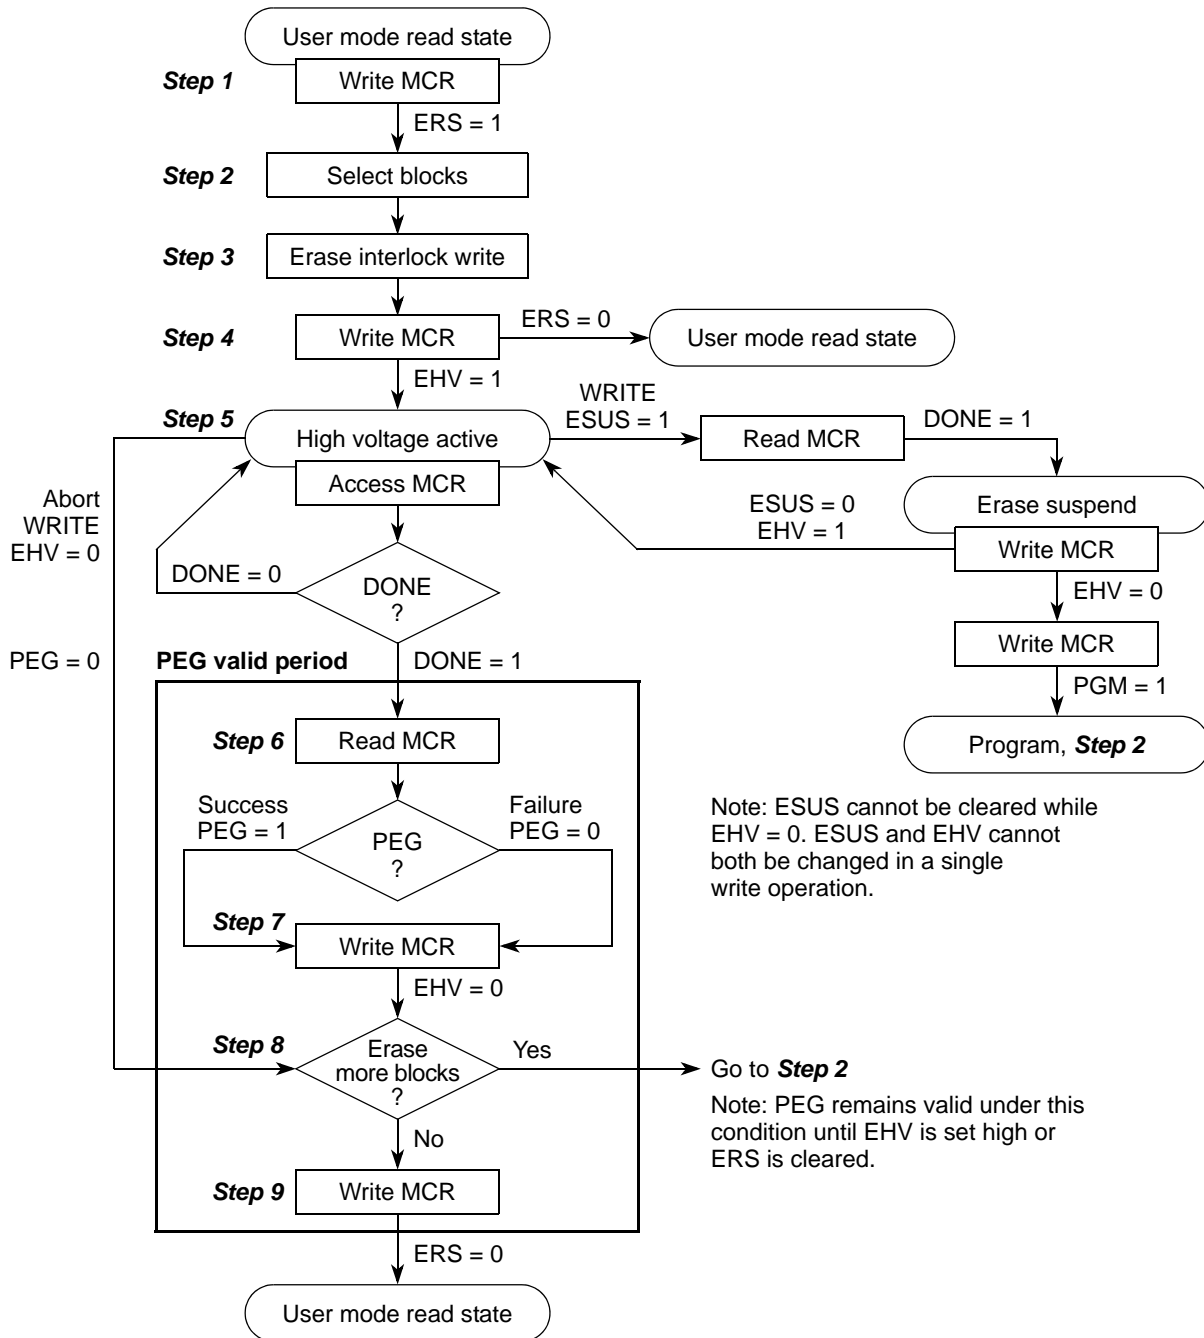 User mode read state
Step 1
Write MCR
ERS = 1
Step 2
Select blocks
Step 3
Erase interlock write
Step 4
Write MCR
ERS = 0
User mode read state
EHV = 1
Step 5
High voltage active
WRITE
ESUS = 1
Read MCR
DONE = 1
Access MCR
Erase suspend
ESUS = 0
EHV = 1
Write MCR
Abort
WRITE
EHV = 0
DONE = 0
DONE
?
EHV = 0
Write MCR
PEG = 0
PEG valid period
DONE = 1
PGM = 1
Step 6
Read MCR
Program, Step 2
Success
PEG = 1
Failure
PEG = 0
PEG
?
Note: ESUS cannot be cleared while
EHV = 0. ESUS and EHV cannot
both be changed in a single
write operation.
Step 7
Write MCR
EHV = 0
Step 8
Erase
more blocks
?
Yes
Go to Step 2
Note: PEG remains valid under this
condition until EHV is set high or
ERS is cleared.
No
Step 9
Write MCR
ERS = 0
User mode read state